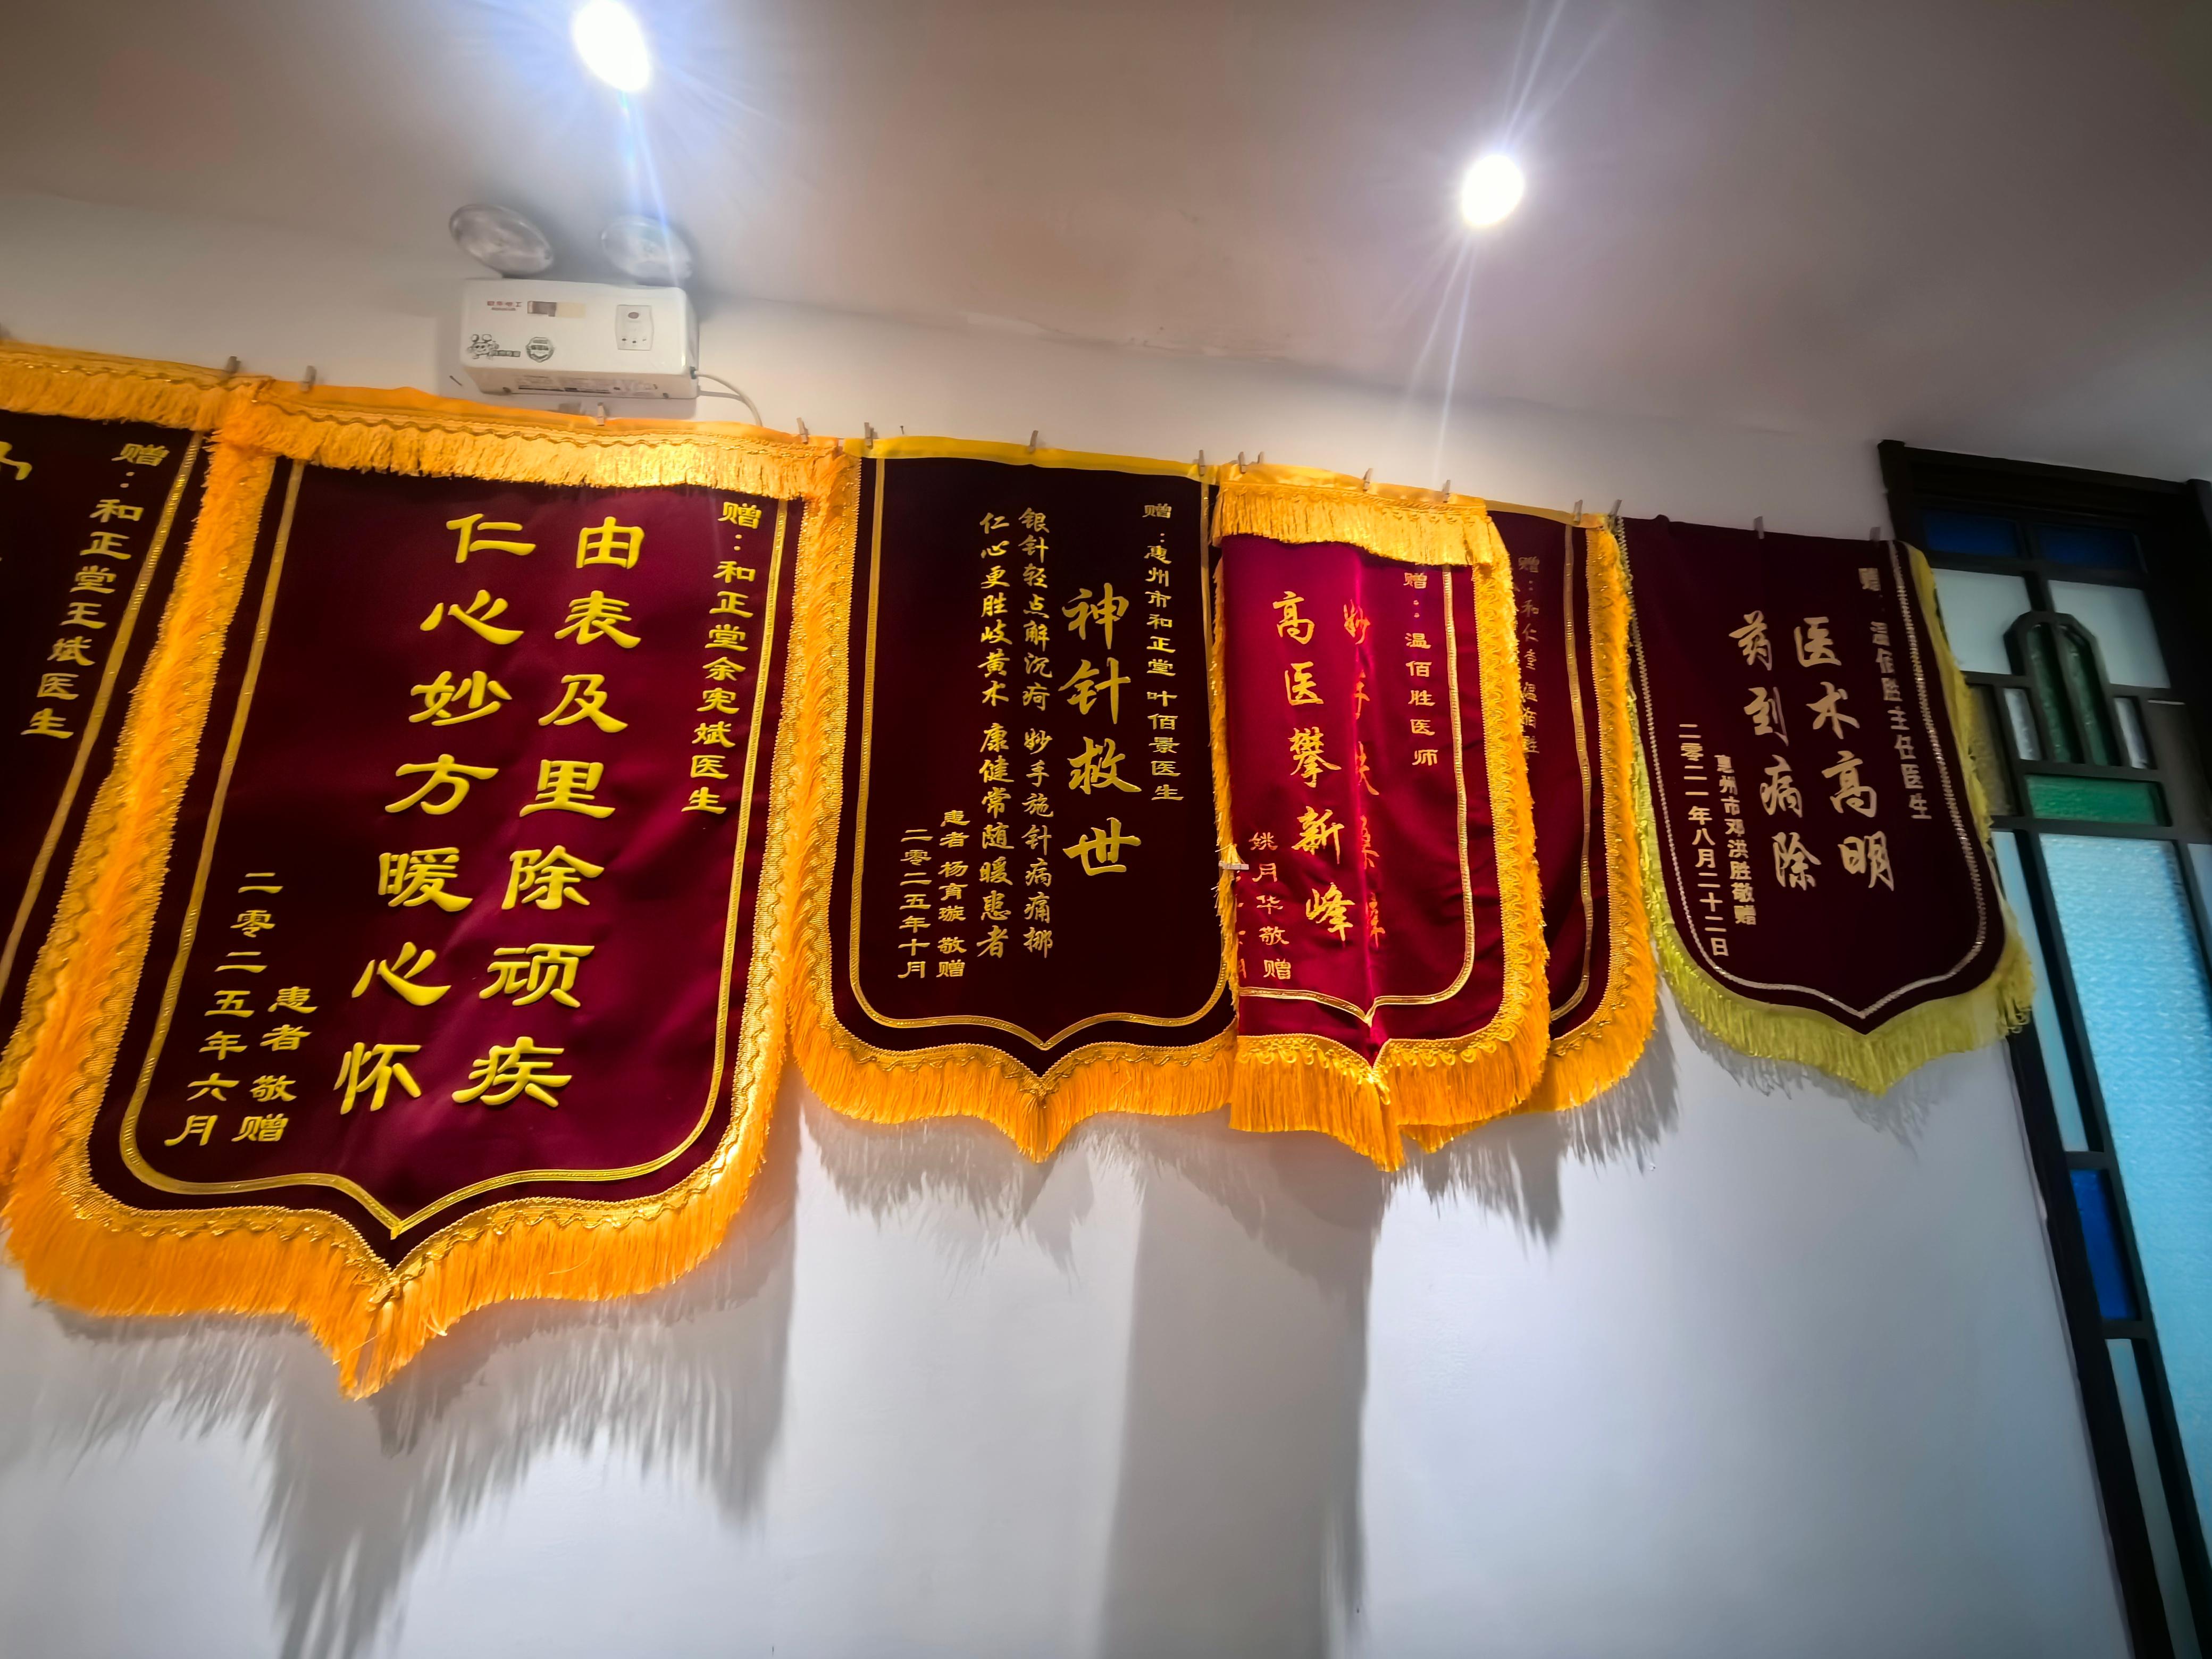 赠：和正堂王斌医生
赠：和正堂余宪斌医生
由表及里除顽疾
仁心妙方暖心怀
患者敬赠
二零二五年六月
赠：惠州市和正堂叶佰景医生
神针救世
银针轻点解沉疴 妙手施针病痛挪
仁心更胜岐黄术 康健常随暖患者
患者杨育璇 敬赠
二零二五年十月
赠：温佰胜医师
高医攀新峰
姚月华敬赠
赠：温佰胜主任医生
医术高明
药到病除
惠州市邓洪胜敬赠
二零二一年八月二十二日